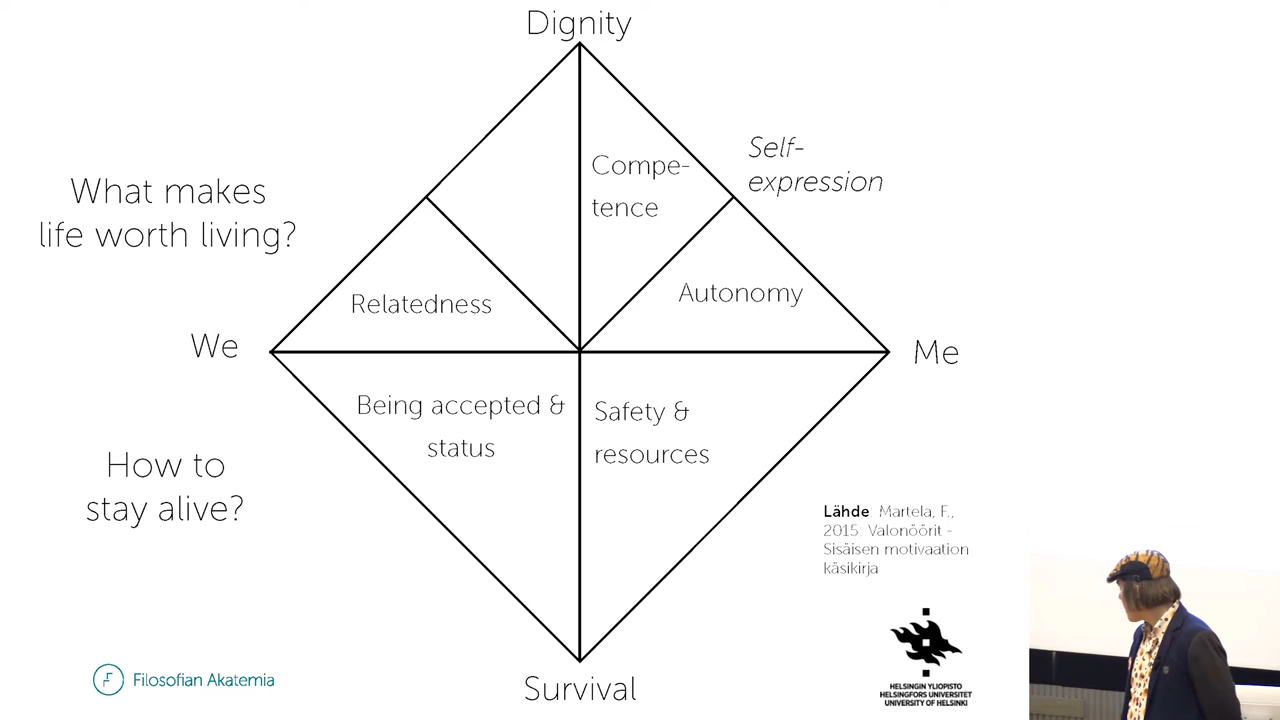 Dignity
Compe-
tence
Self-
expression
What makes
life worth living?
Relatedness
Autonomy
We
Me
Being accepted &
status
Safety &
resources
How to
stay alive?
Lähde: Martela, F.,
2015: Valonöörit -
Sisäisen motivaation
käsikirja
Survival
F Filosofian Akatemia
HELSINGIN YLIOPISTO
HELSINGFORS UNIVERSITET
UNIVERSITY OF HELSINKI